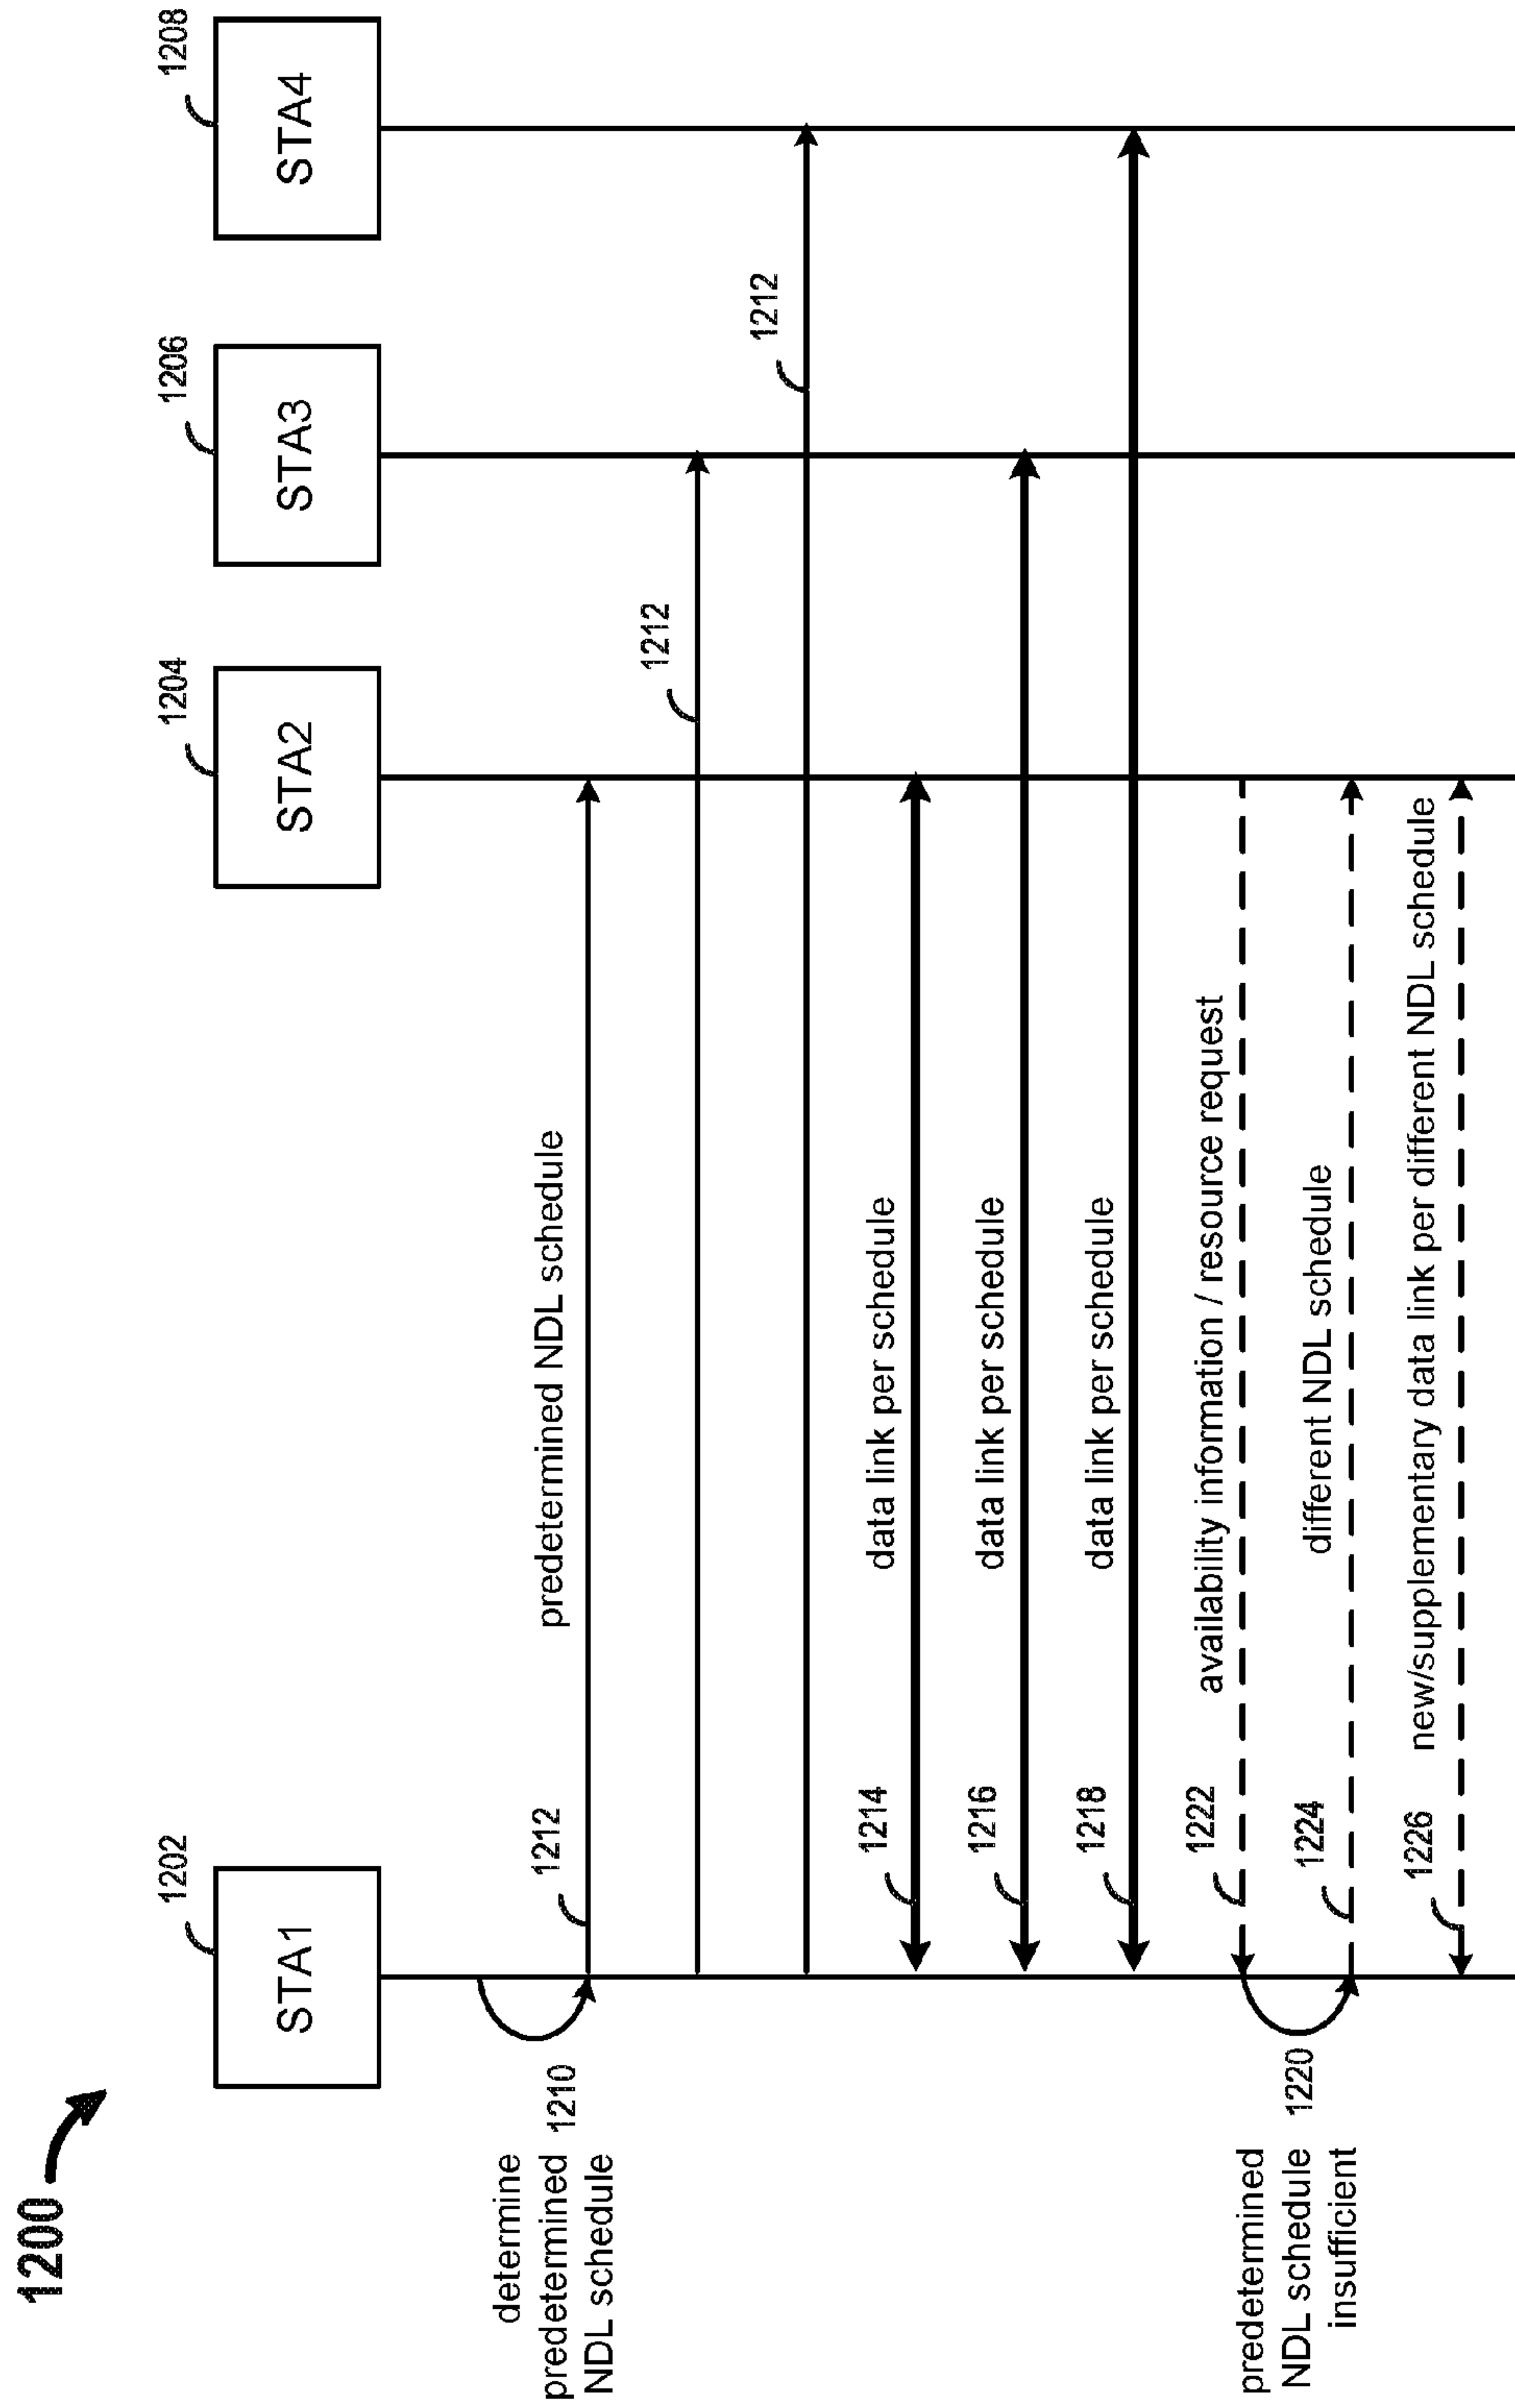 1200
1202
STA1
1204
STA2
1206
STA3
1208
STA4
determine
predetermined 1210
NDL schedule
1212
predetermined NDL schedule
1212
1212
1214
data link per schedule
1216
data link per schedule
1218
data link per schedule
1222
availability information / resource request
predetermined
NDL schedule 1220
insufficient
1224
different NDL schedule
1226
new/supplementary data link per different NDL schedule